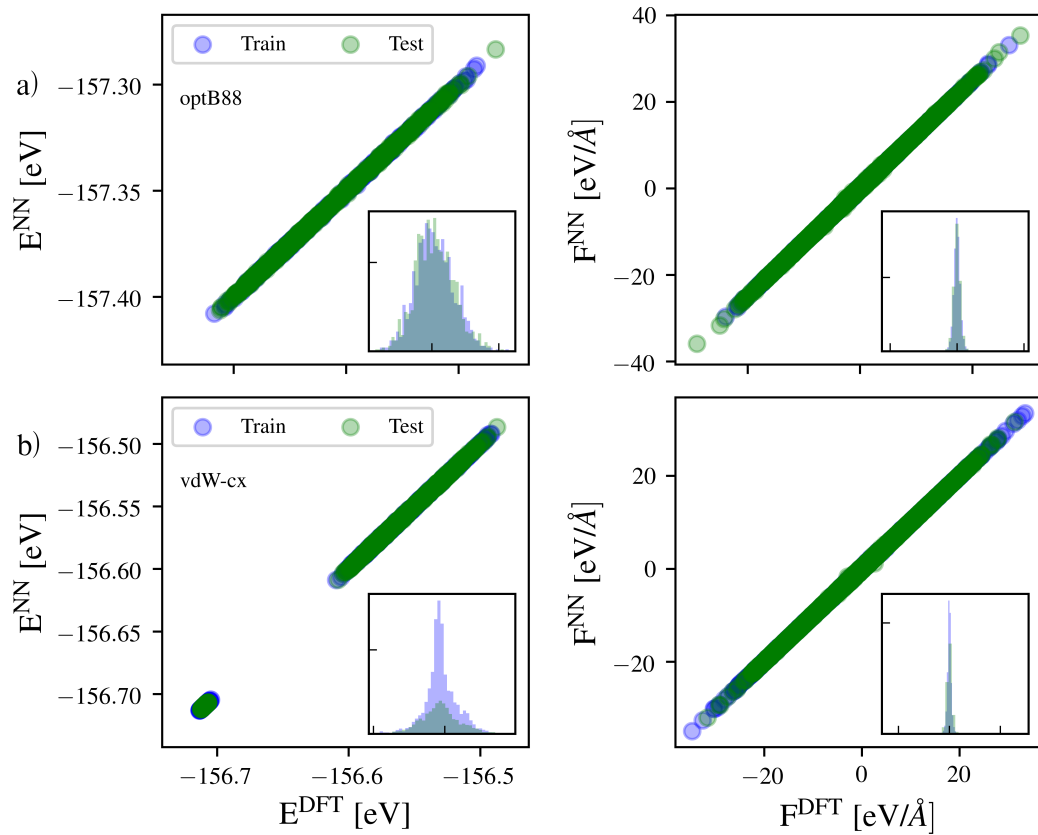 a)
Train
Test
optB88
E^NN [eV]
−157.30
−157.35
−157.40
F^NN [eV/Å]
40
20
0
−20
−40
b)
Train
Test
vdW-cx
E^NN [eV]
−156.50
−156.55
−156.60
−156.65
−156.70
−156.7
−156.6
−156.5
E^DFT [eV]
F^NN [eV/Å]
20
0
−20
−20
0
20
F^DFT [eV/Å]